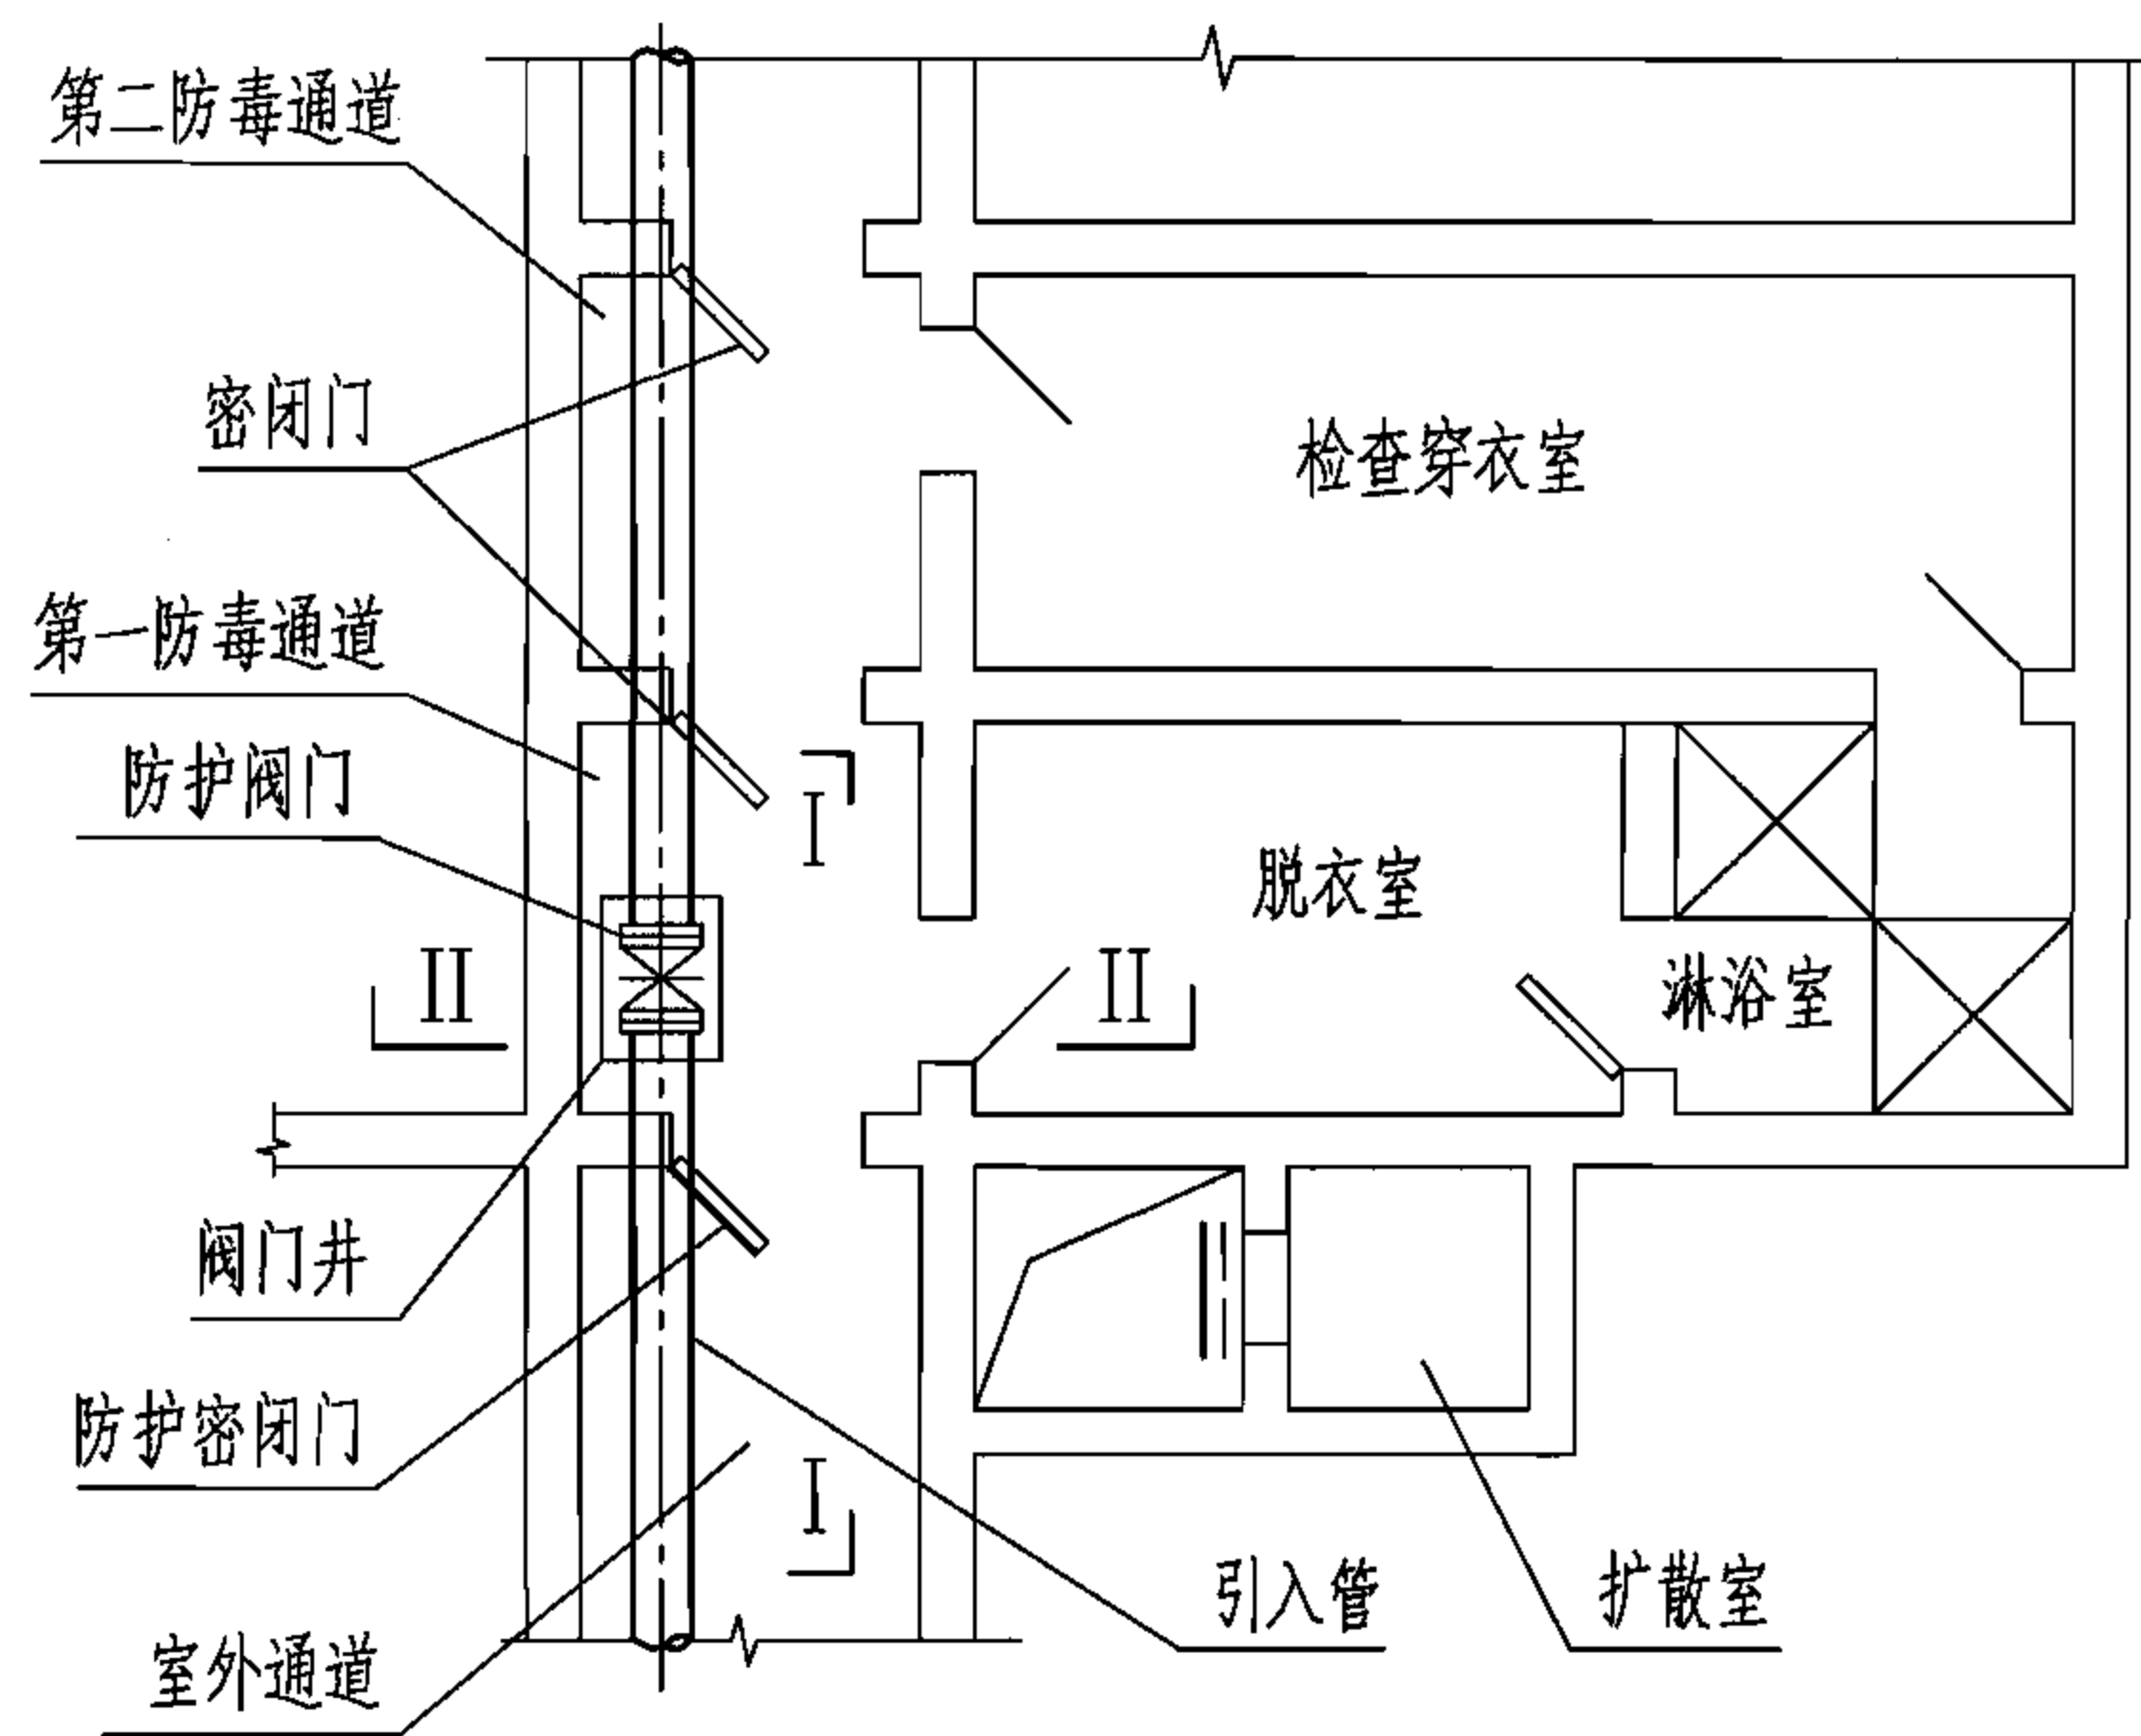 第二防毒通道
密闭门
检查穿衣室
第一防毒通道
防护阀门
I
脱衣室
II
II
淋浴室
阀门井
防护密闭门
I
引入管
扩散室
室外通道